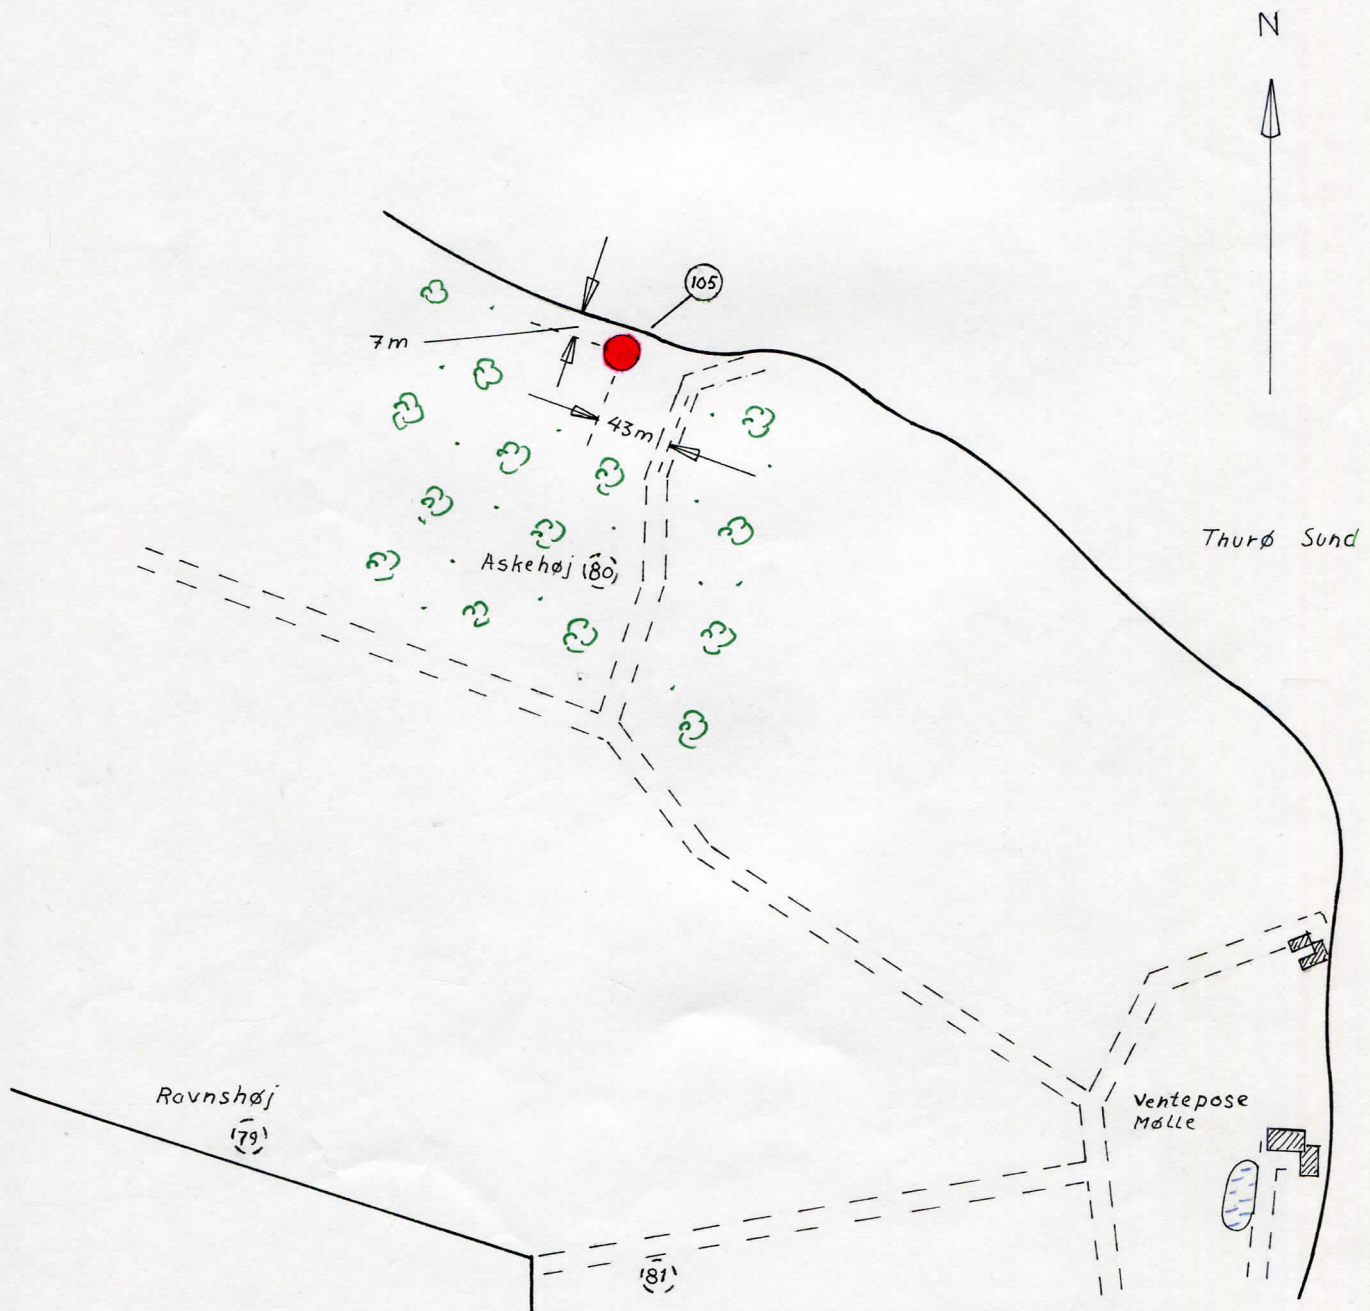 N
105
7m
43m
Thurø Sund
Askehøj 80
Ravnshøj
79
Ventepose
Mølle
81